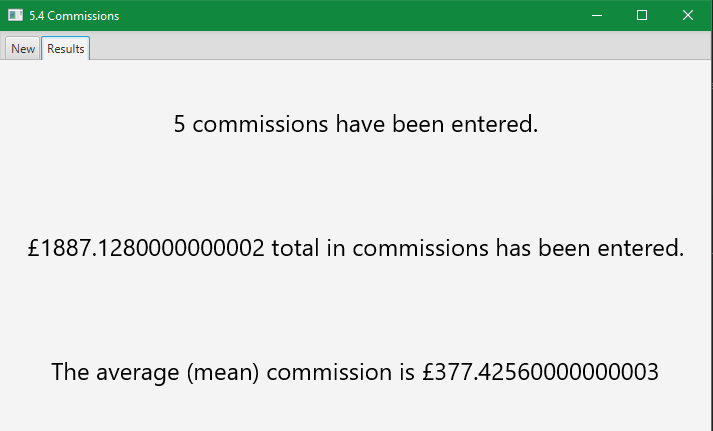 5.4 Commissions
New Results
5 commissions have been entered.
£1887.1280000000002 total in commissions has been entered.
The average (mean) commission is £377.42560000000003